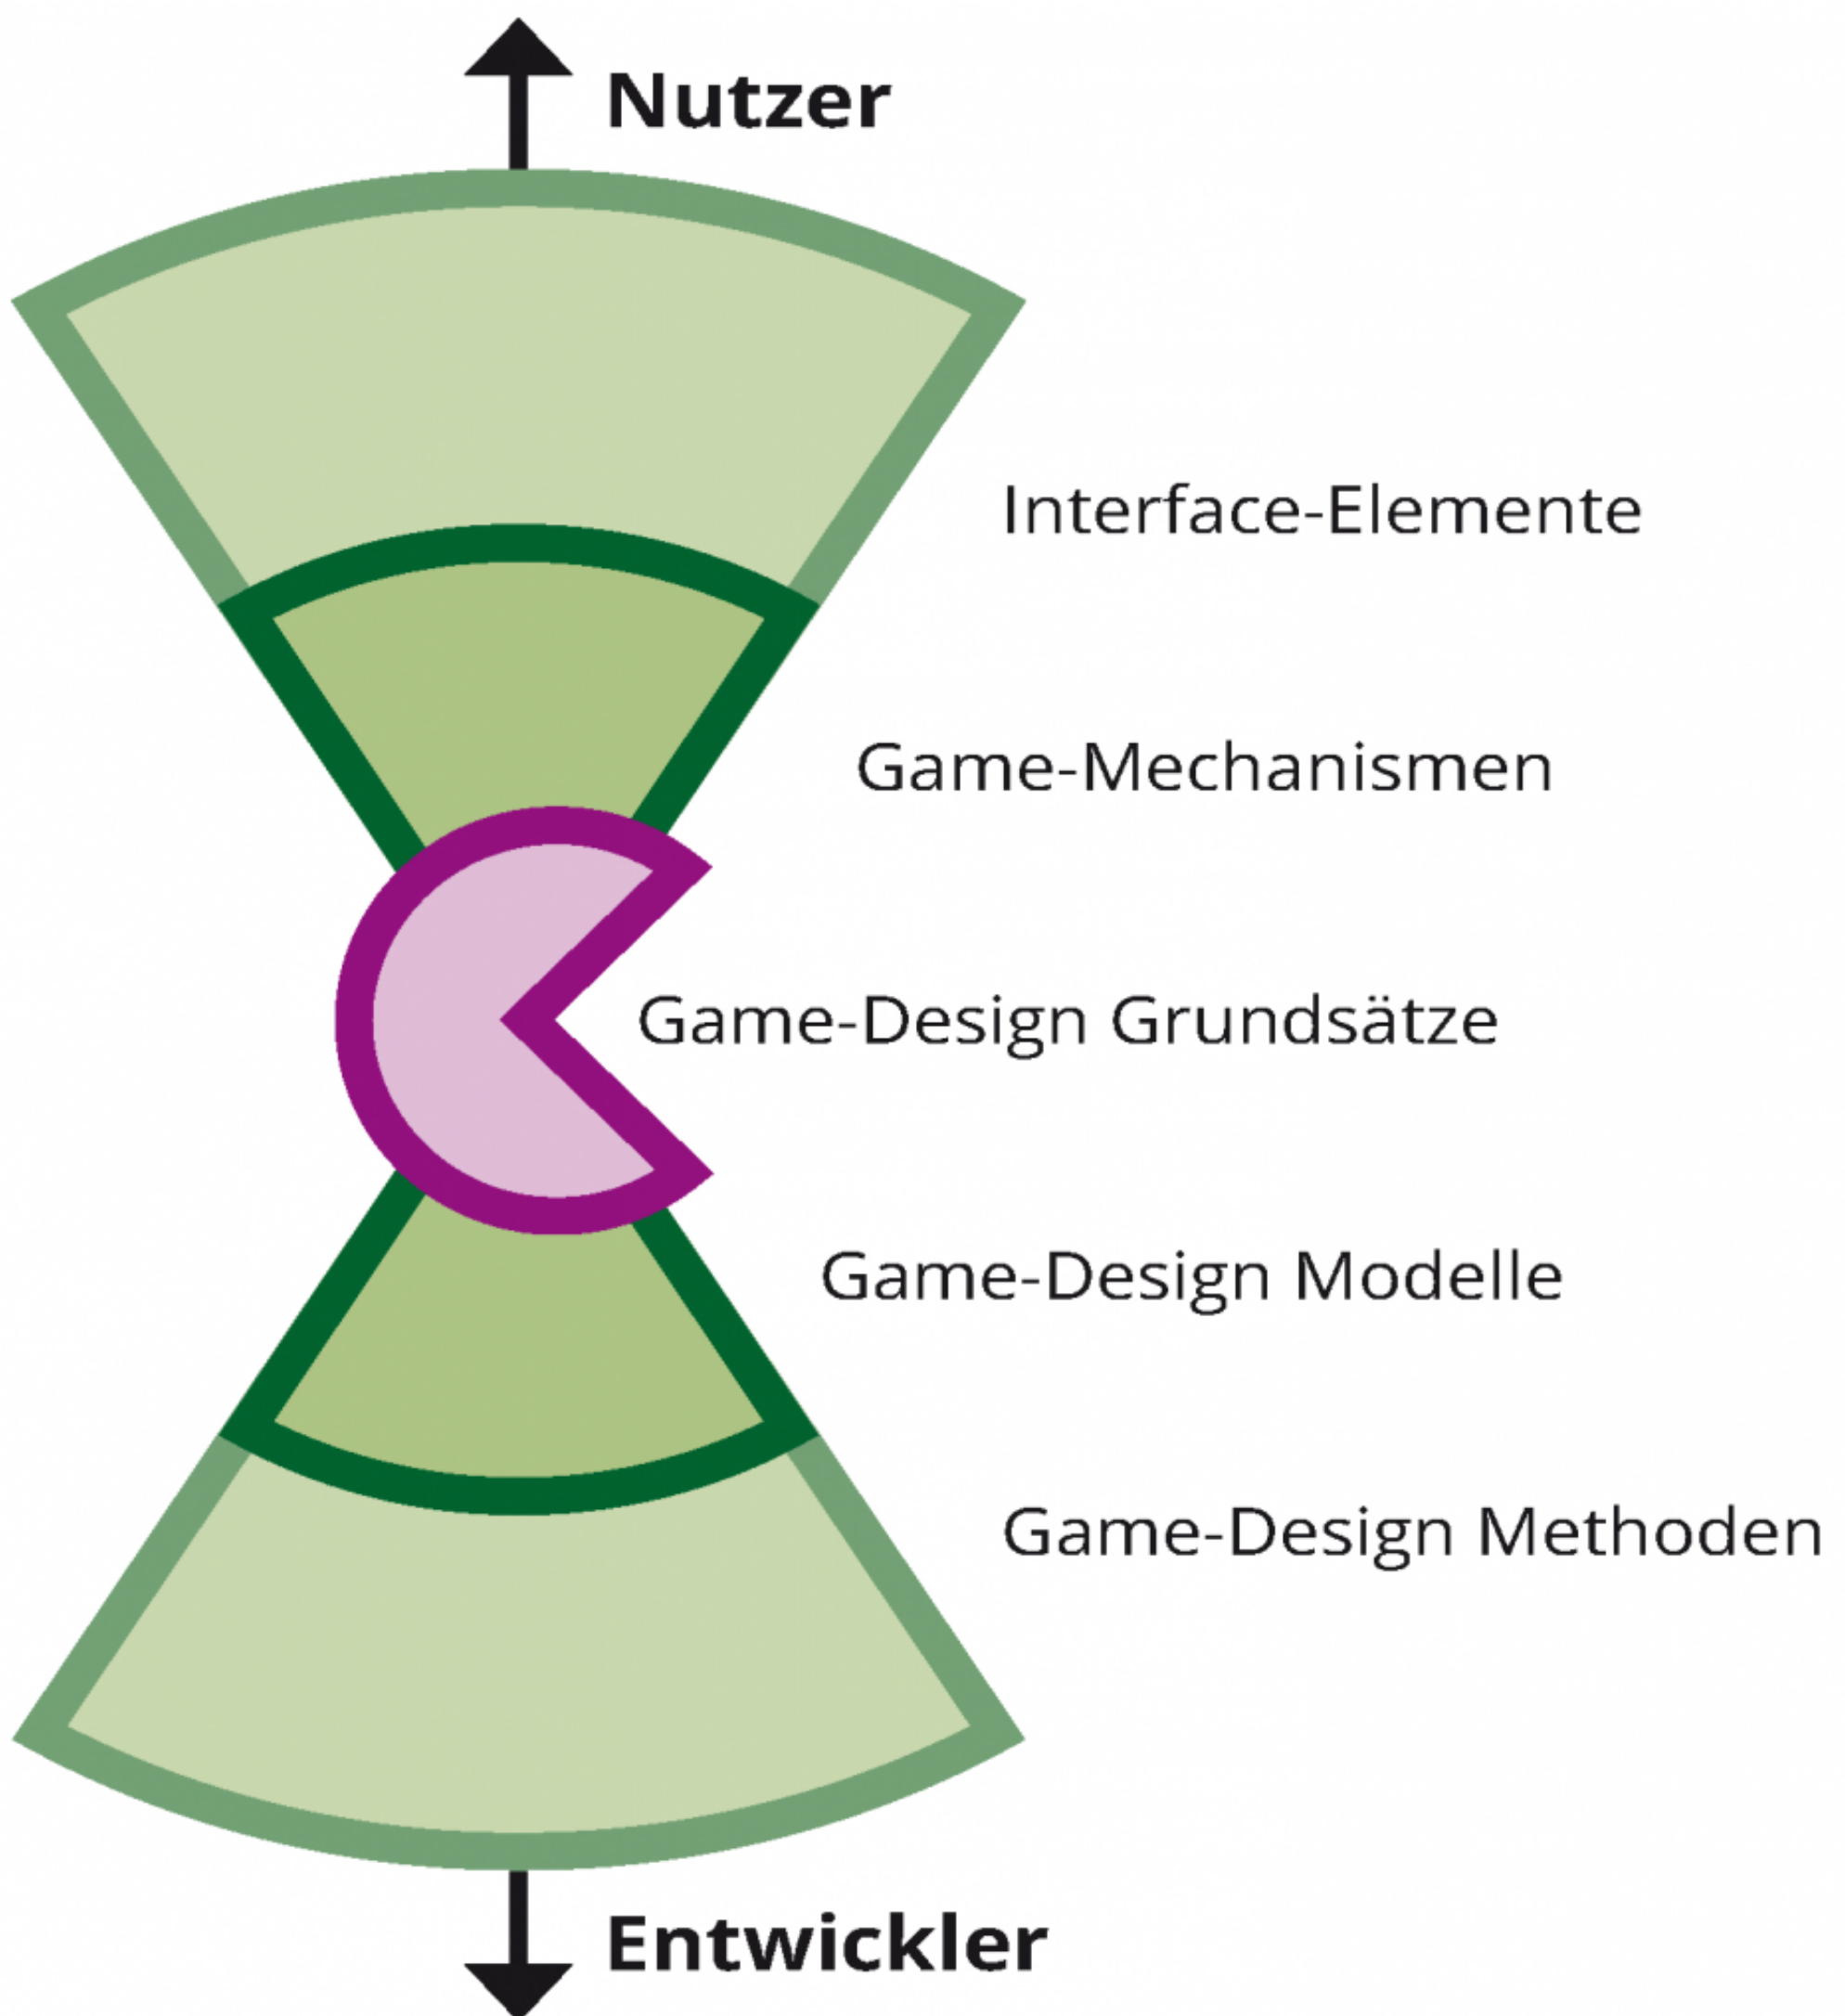 Nutzer
Interface-Elemente
Game-Mechanismen
Game-Design Grundsätze
Game-Design Modelle
Game-Design Methoden
Entwickler